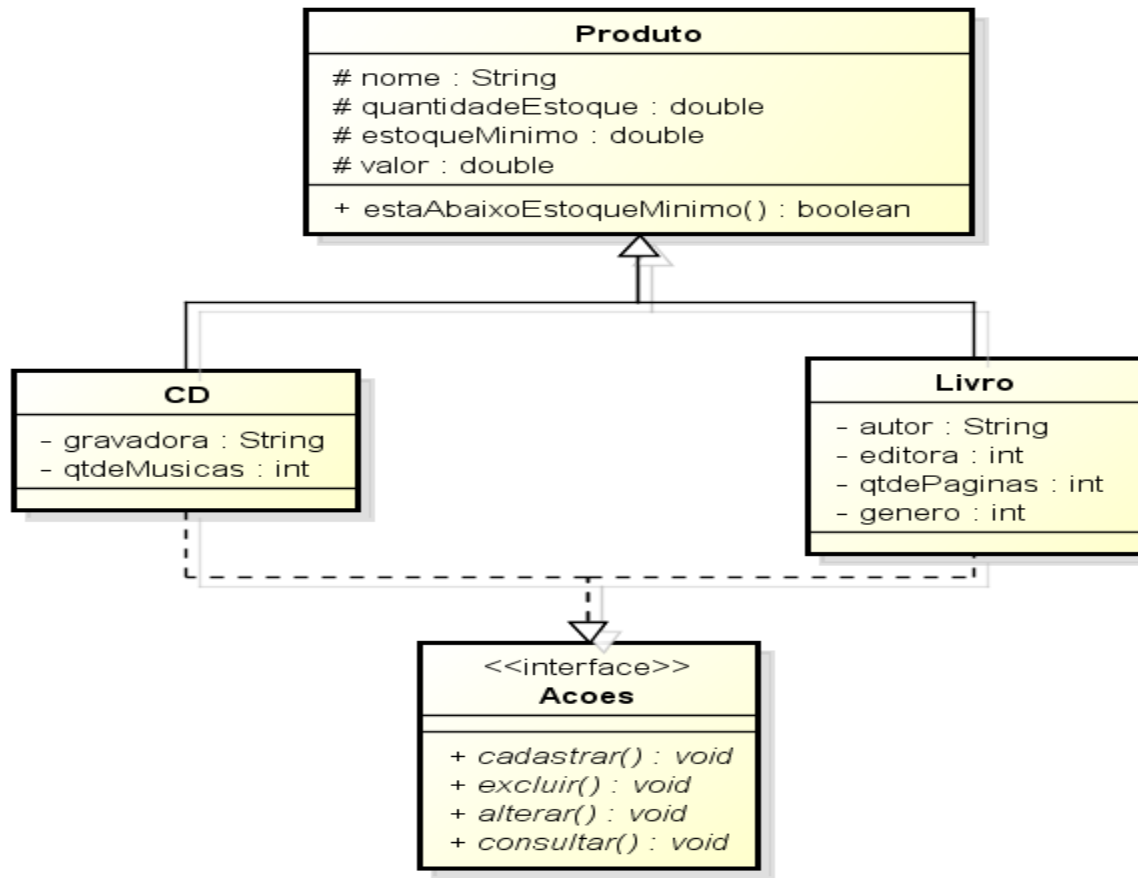 Produto
# nome : String
# quantidadeEstoque : double
# estoqueMinimo : double
# valor : double
+ estaAbaixoEstoqueMinimo() : boolean
CD
- gravadora : String
- qtdeMusicas : int
Livro
- autor : String
- editora : int
- qtdePaginas : int
- genero : int
<<interface>>
Acoes
+ cadastrar() : void
+ excluir() : void
+ alterar() : void
+ consultar() : void